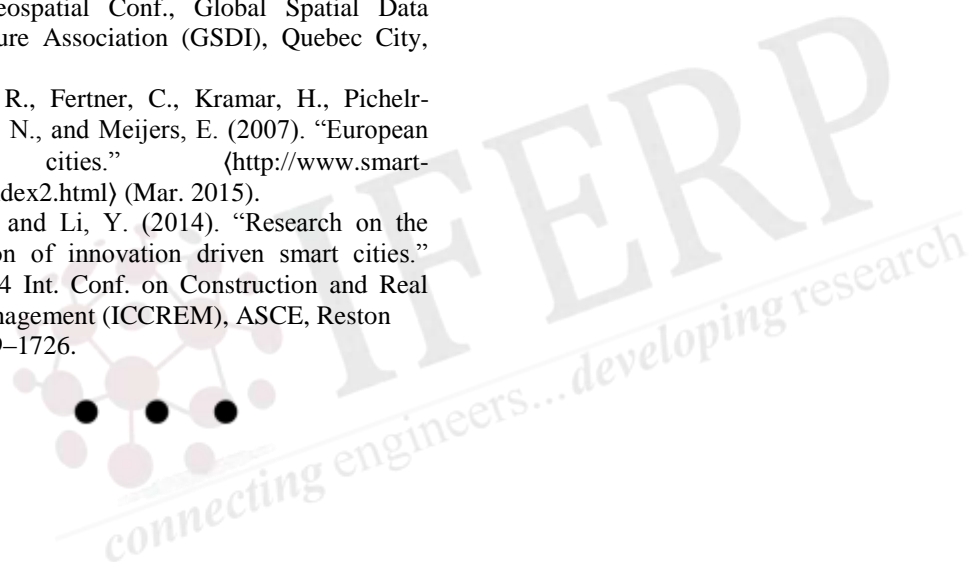 eospatial Conf., Global Spatial Data
ure Association (GSDI), Quebec City,
R., Fertner, C., Kramar, H., Pichelr-
N., and Meijers, E. (2007). “European
cities.” ⟨http://www.smart-
dex2.html⟩ (Mar. 2015).
and Li, Y. (2014). “Research on the
on of innovation driven smart cities.”
4 Int. Conf. on Construction and Real
nagement (ICCREM), ASCE, Reston
9–1726.
IFERP
connecting engineers...developing research